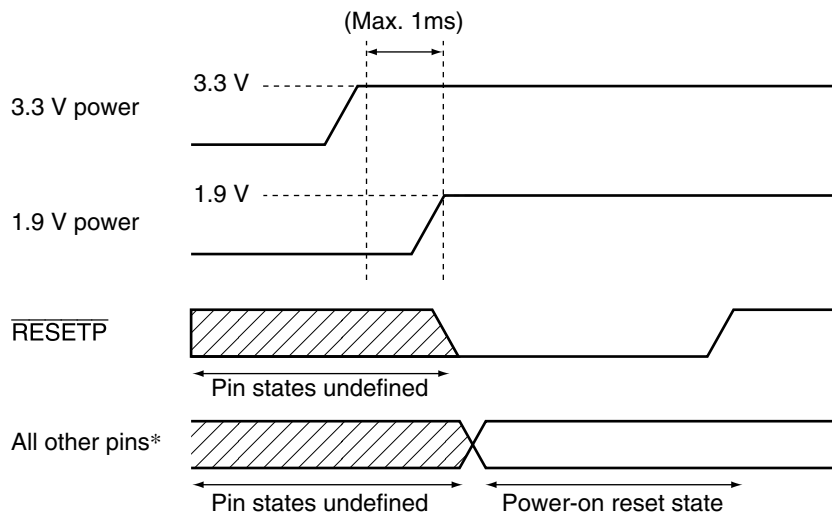 (Max. 1ms)
3.3 V
3.3 V power
1.9 V
1.9 V power
RESETP
Pin states undefined
All other pins*
Pin states undefined Power-on reset state